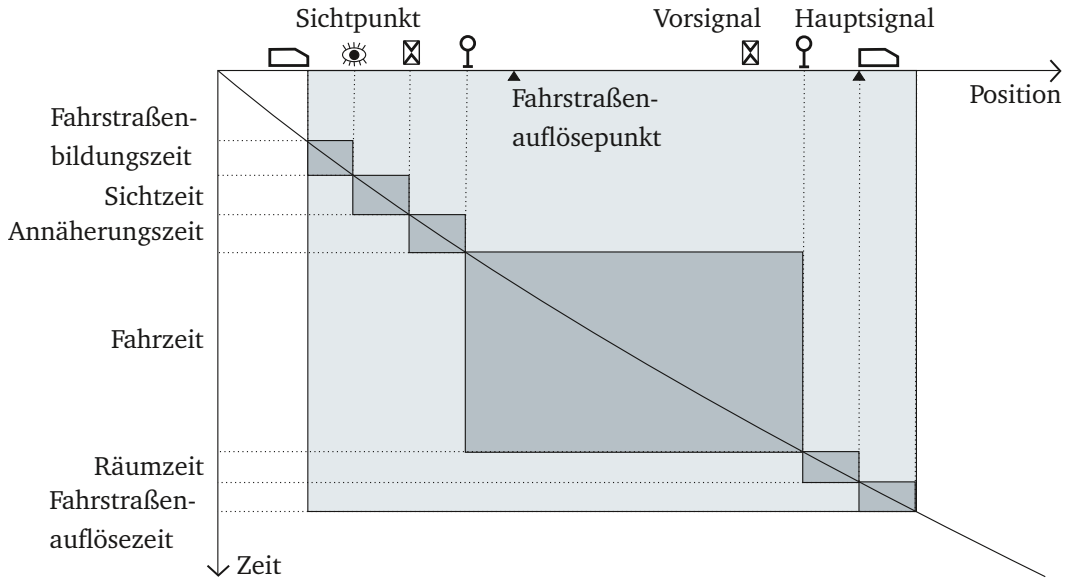 Sichtpunkt
Vorsignal
Hauptsignal
Position
Fahrstraßen-
auflösepunkt
Fahrstraßen-
bildungszeit
Sichtzeit
Annäherungszeit
Fahrzeit
Räumzeit
Fahrstraßen-
auflösezeit
Zeit